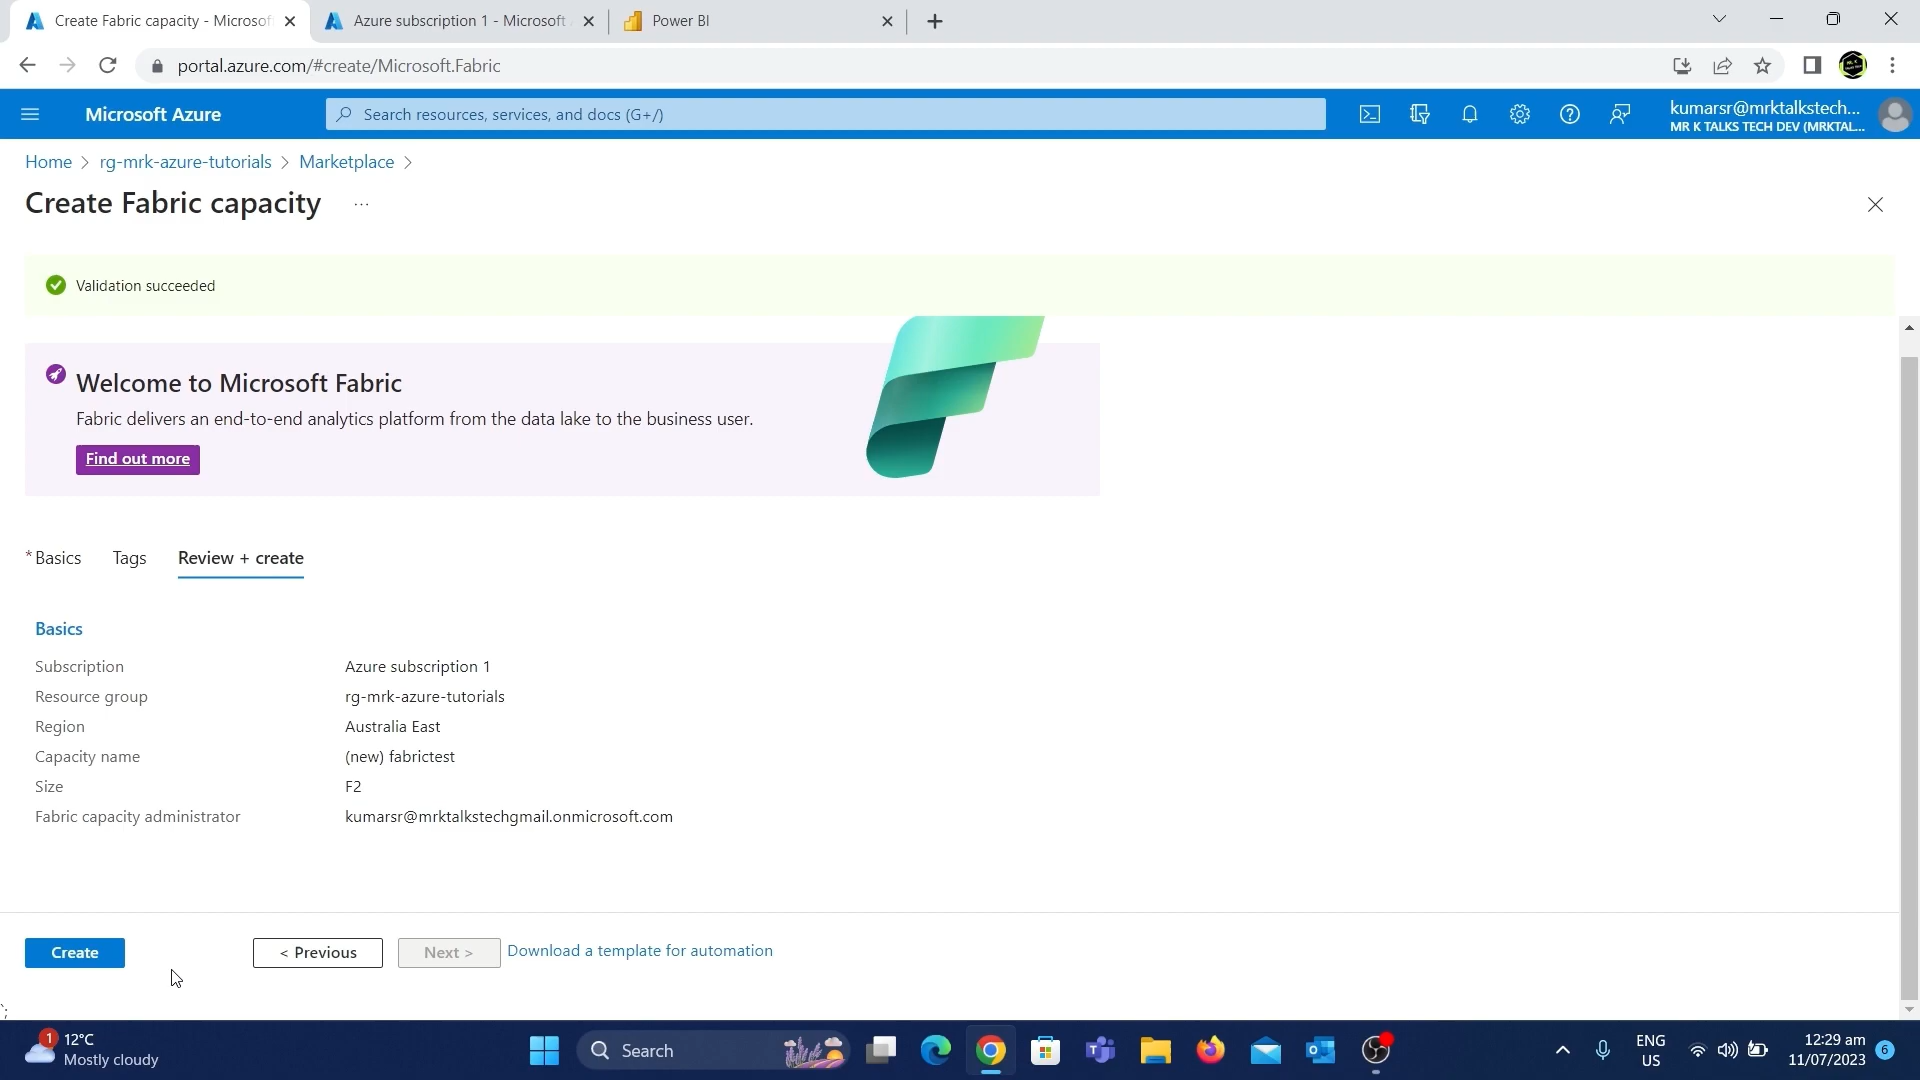 Create Fabric capacity - Microsof
Azure subscription 1 - Microsoft
Power BI
portal.azure.com/#create/Microsoft.Fabric
Microsoft Azure
Search resources, services, and docs (G+/)
kumarsr@mrktalkstech...
MR K TALKS TECH DEV (MRKTAL...
Home > rg-mrk-azure-tutorials > Marketplace >
Create Fabric capacity ...
Validation succeeded
Welcome to Microsoft Fabric
Fabric delivers an end-to-end analytics platform from the data lake to the business user.
Find out more
* Basics Tags Review + create
Basics
Subscription Azure subscription 1
Resource group rg-mrk-azure-tutorials
Region Australia East
Capacity name (new) fabrictest
Size F2
Fabric capacity administrator kumarsr@mrktalkstechgmail.onmicrosoft.com
Create < Previous Next > Download a template for automation
1 12°C
Mostly cloudy
Search
ENG
US
12:29 am
11/07/2023
6